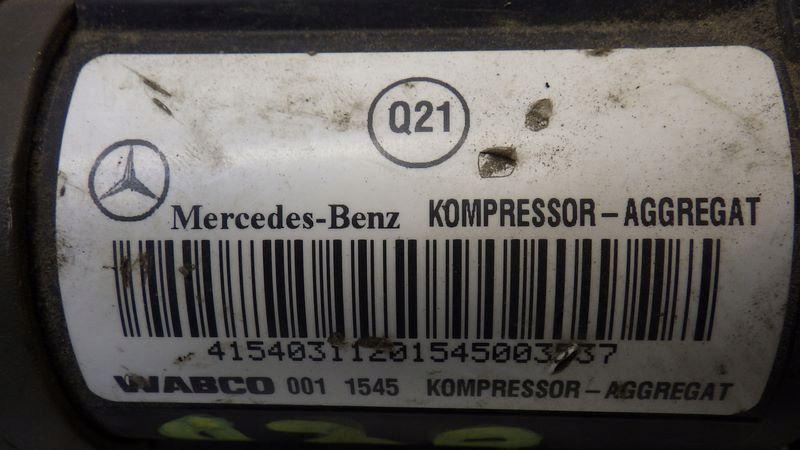 Q21
Mercedes-Benz KOMPRESSOR-AGGREGAT
WABCO 001 1545 KOMPRESSOR-AGGREGAT